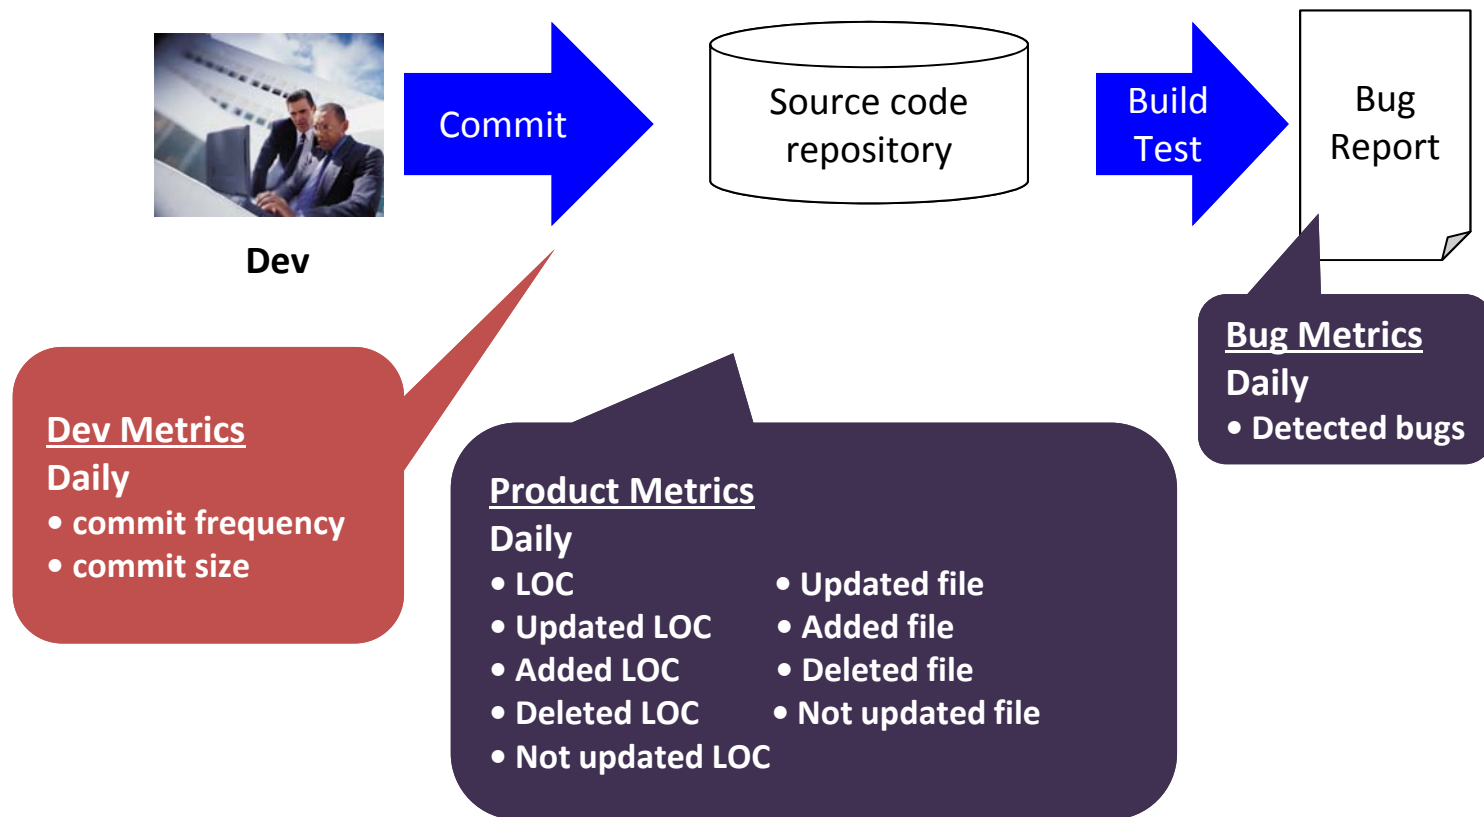 Dev
Commit
Source code
repository
Build
Test
Bug
Report
Dev Metrics
Daily
• commit frequency
• commit size
Product Metrics
Daily
• LOC
• Updated LOC
• Added LOC
• Deleted LOC
• Not updated LOC
• Updated file
• Added file
• Deleted file
• Not updated file
Bug Metrics
Daily
• Detected bugs